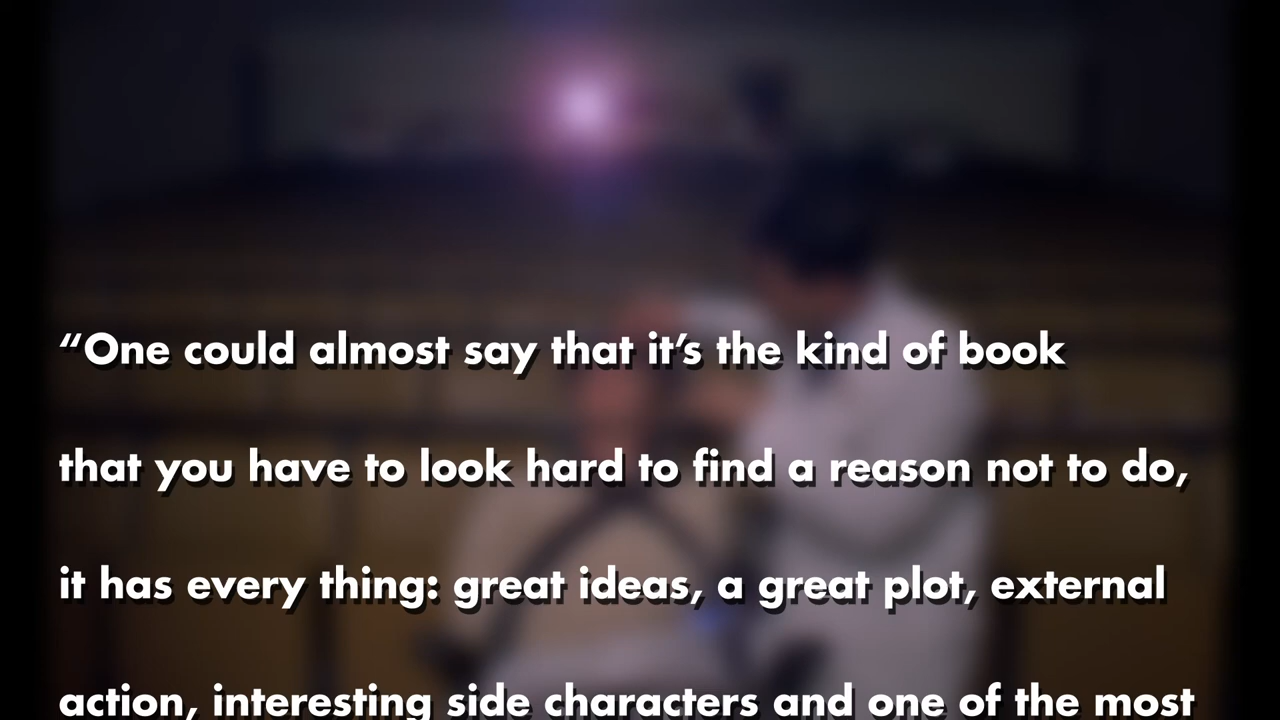 “One could almost say that it’s the kind of book
that you have to look hard to find a reason not to do,
it has every thing: great ideas, a great plot, external
action, interesting side characters and one of the most